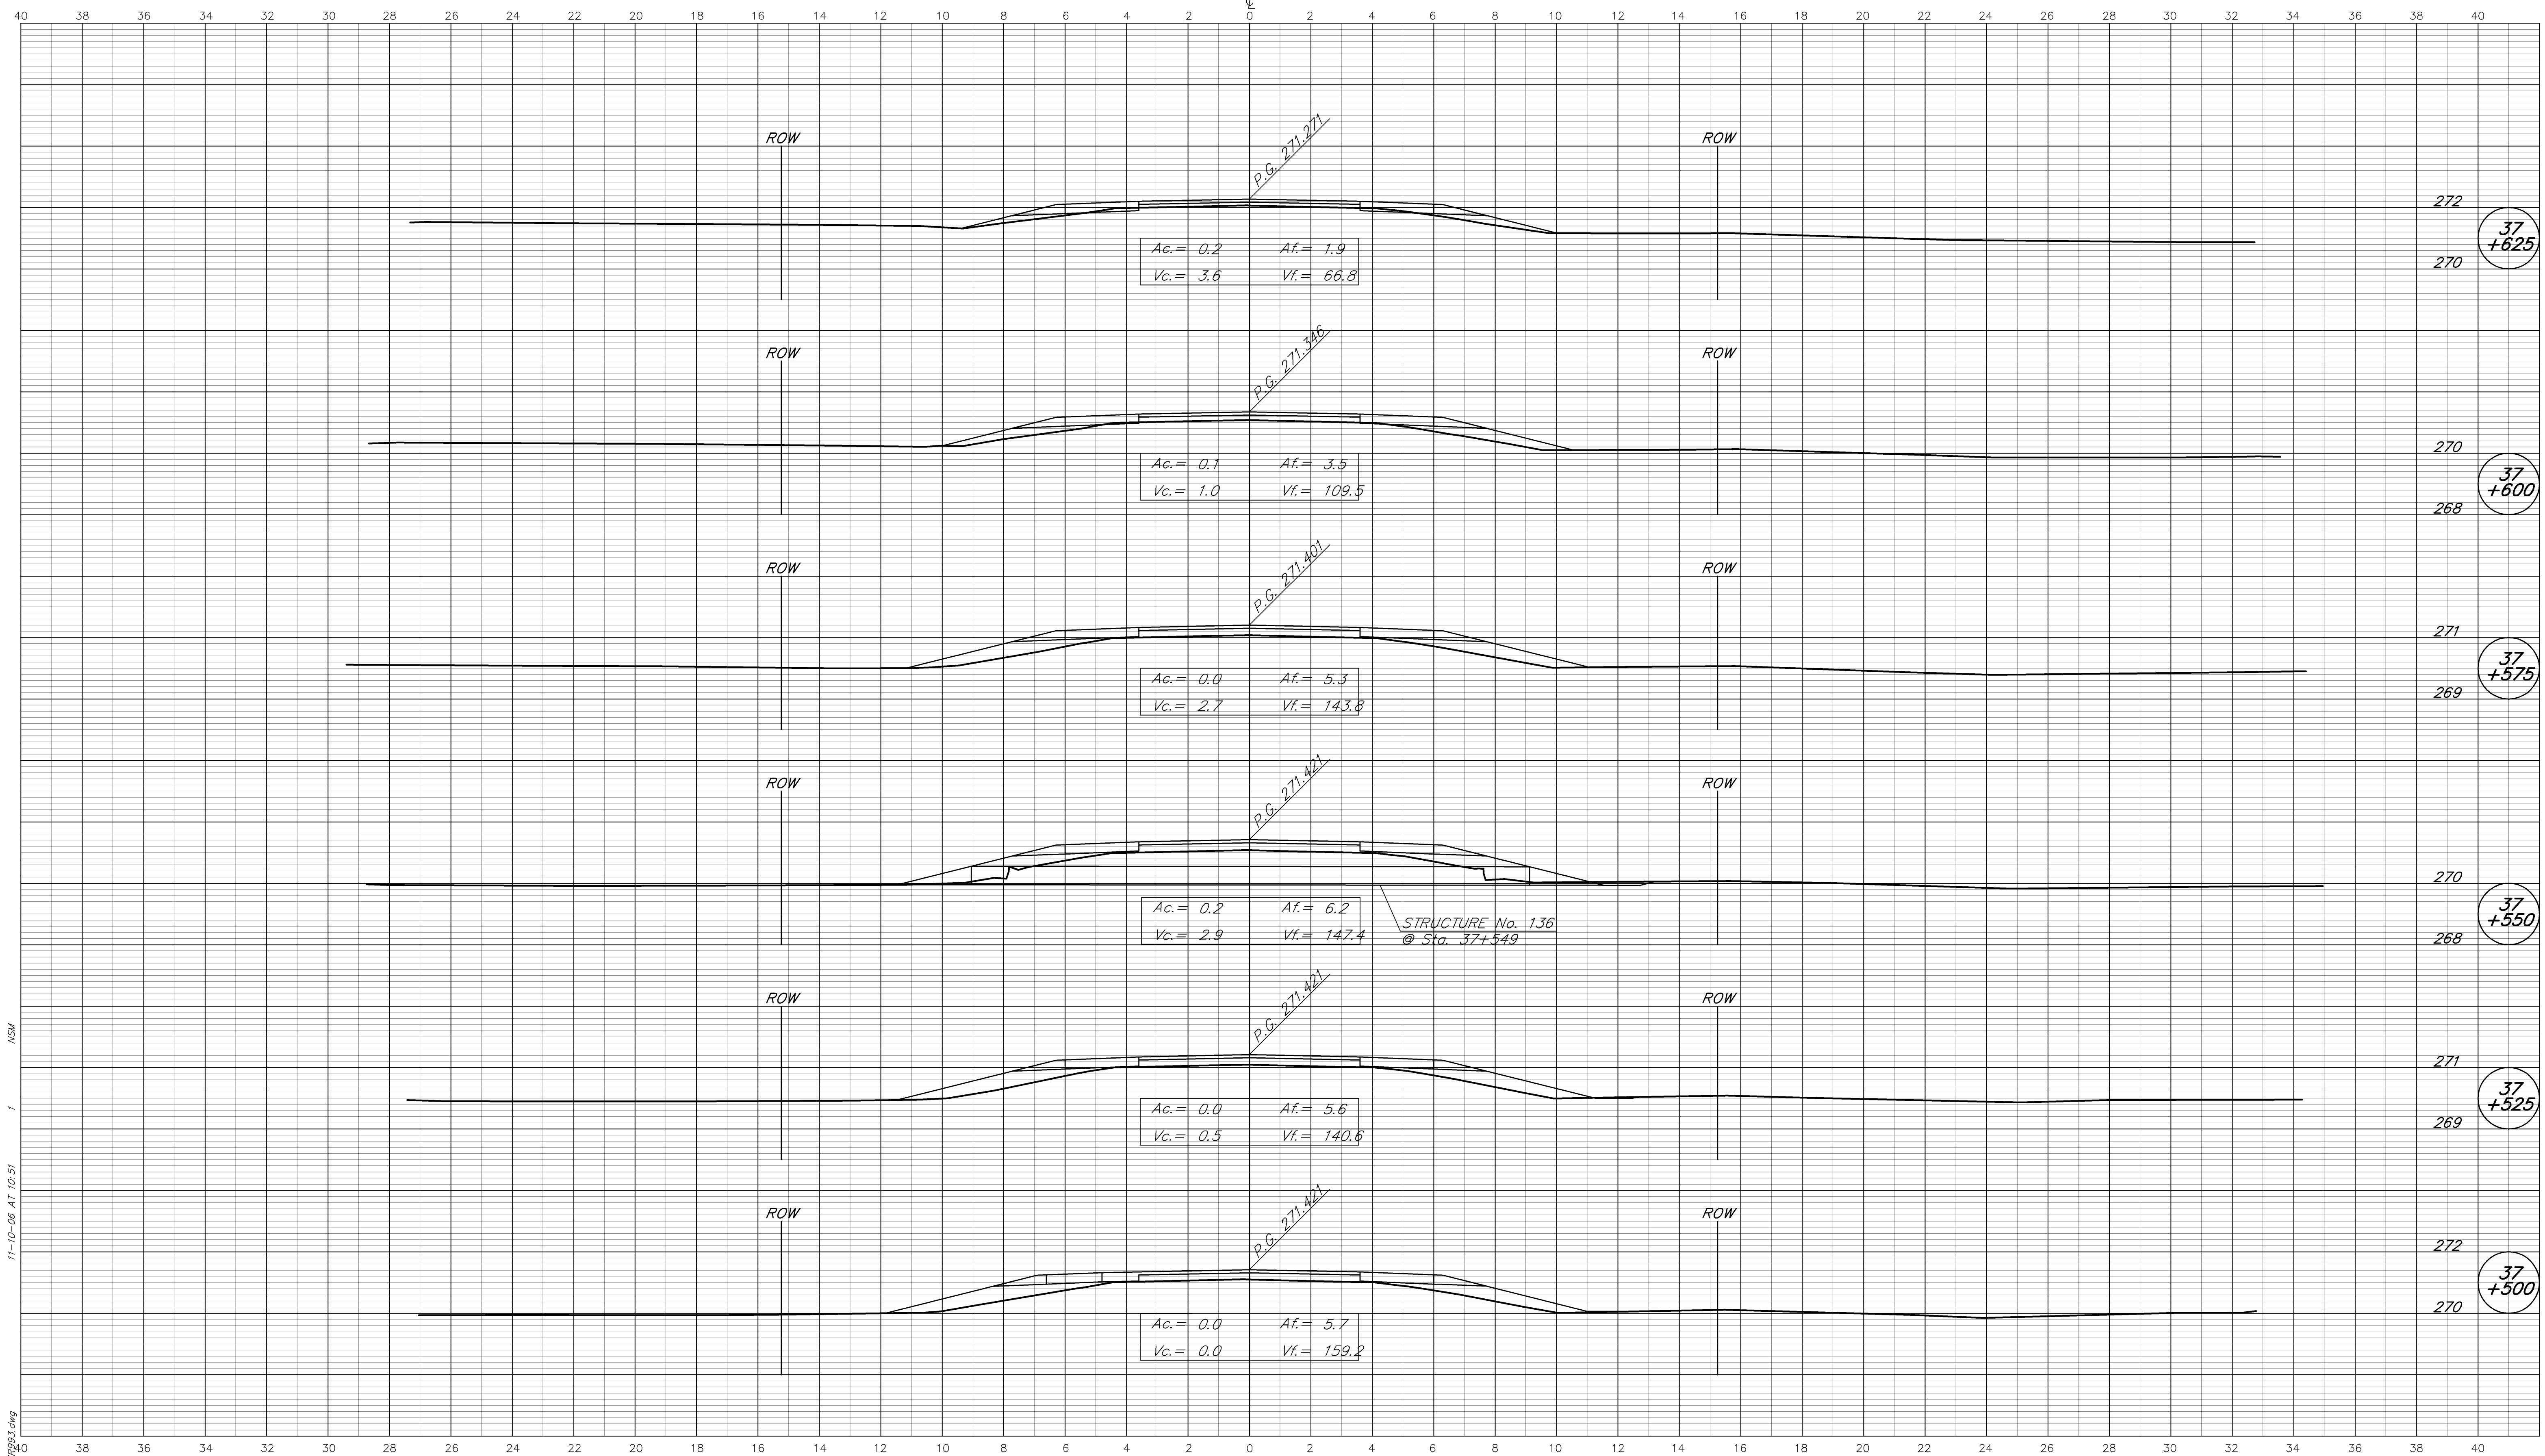 ℄
40 38 36 34 32 30 28 26 24 22 20 18 16 14 12 10 8 6 4 2 0 2 4 6 8 10 12 14 16 18 20 22 24 26 28 30 32 34 36 38 40
P.G. 271.271
ROW ROW
272
37
+625
Ac.= 0.2 Af.= 1.9
270
Vc.= 3.6 Vf.= 66.8
P.G. 271.346
ROW ROW
270
Ac.= 0.1 Af.= 3.5
37
+600
Vc.= 1.0 Vf.= 109.5
268
P.G. 271.401
ROW ROW
271
37
+575
Ac.= 0.0 Af.= 5.3
269
Vc.= 2.7 Vf.= 143.8
P.G. 271.421
ROW ROW
270
37
+550
Ac.= 0.2 Af.= 6.2
STRUCTURE No. 136
@ Sta. 37+549
Vc.= 2.9 Vf.= 147.4
268
P.G. 271.421
ROW ROW
271
37
+525
Ac.= 0.0 Af.= 5.6
269
Vc.= 0.5 Vf.= 140.6
P.G. 271.421
ROW ROW
272
37
+500
270
Ac.= 0.0 Af.= 5.7
Vc.= 0.0 Vf.= 159.2
40 38 36 34 32 30 28 26 24 22 20 18 16 14 12 10 8 6 4 2 0 2 4 6 8 10 12 14 16 18 20 22 24 26 28 30 32 34 36 38 40
11-10-06 AT 10:51 1 NSM